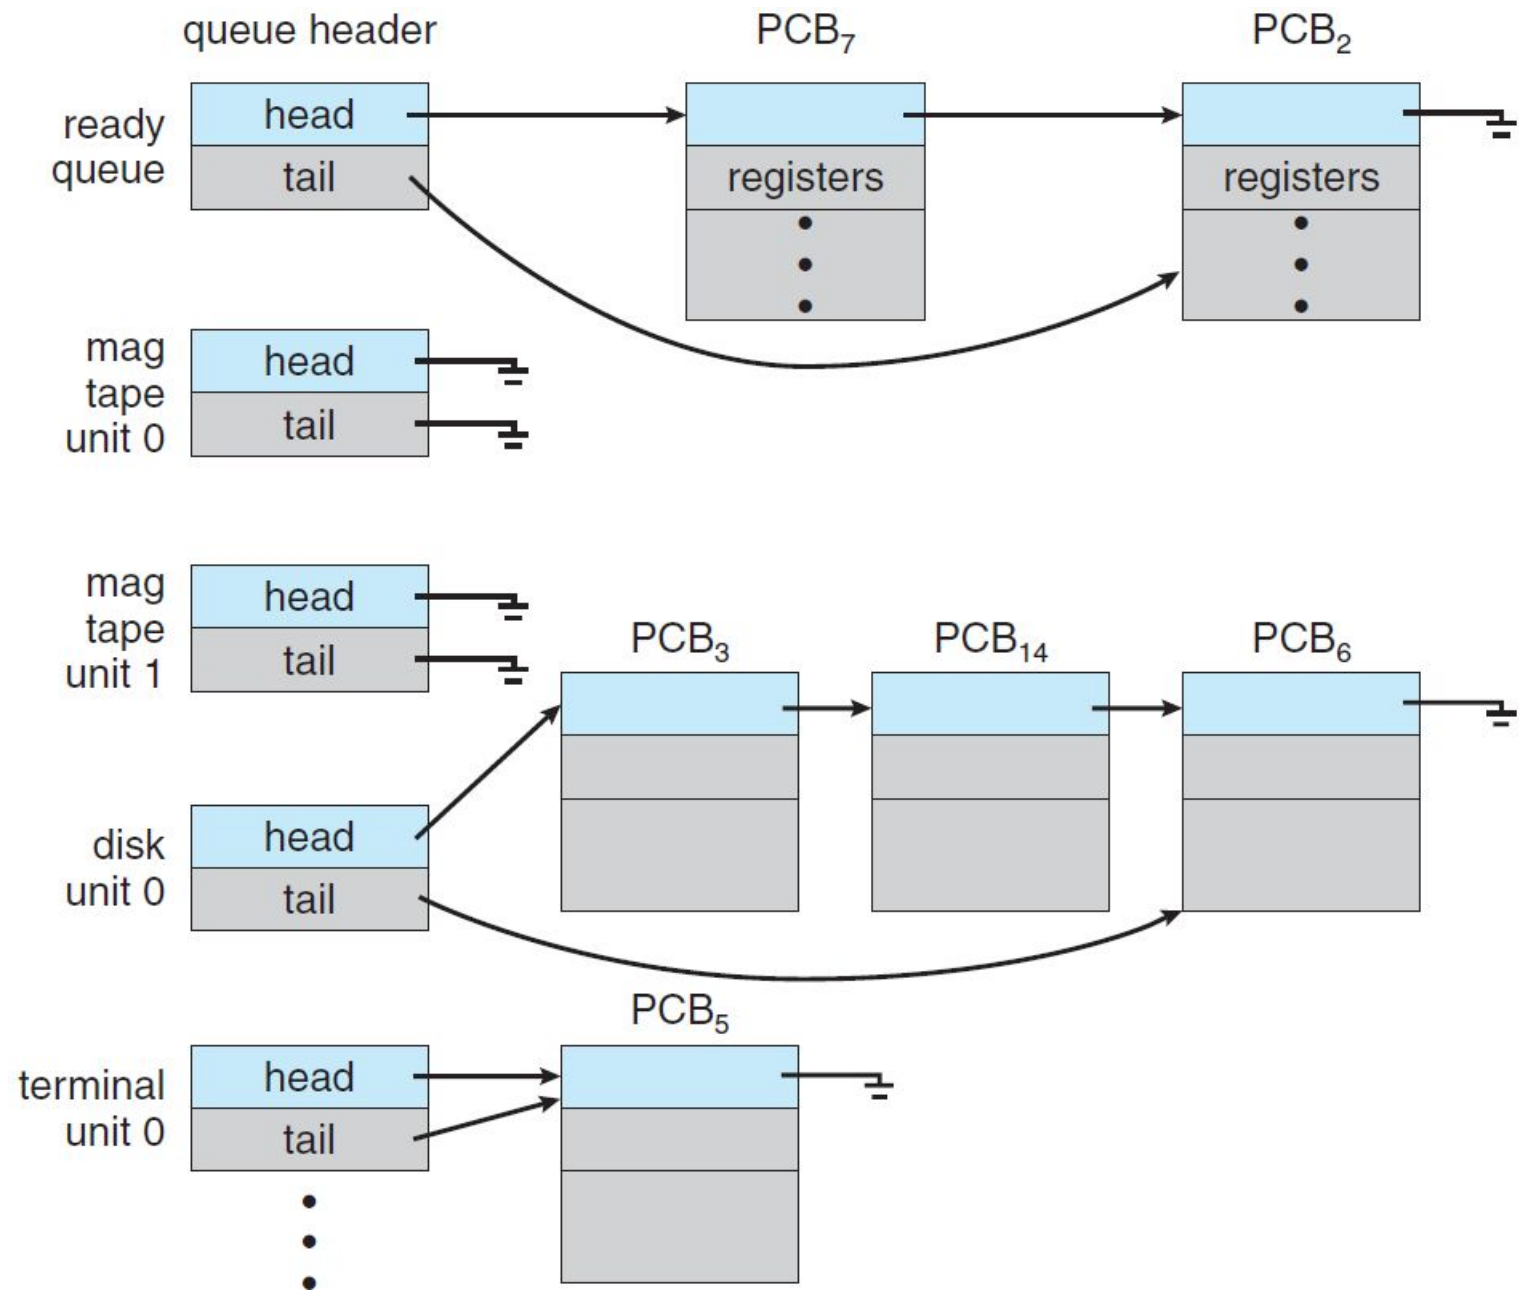 queue header
PCB₇
PCB₂
ready
queue
head
tail
registers
registers
mag
tape
unit 0
head
tail
mag
tape
unit 1
head
tail
PCB₃
PCB₁₄
PCB₆
disk
unit 0
head
tail
PCB₅
terminal
unit 0
head
tail